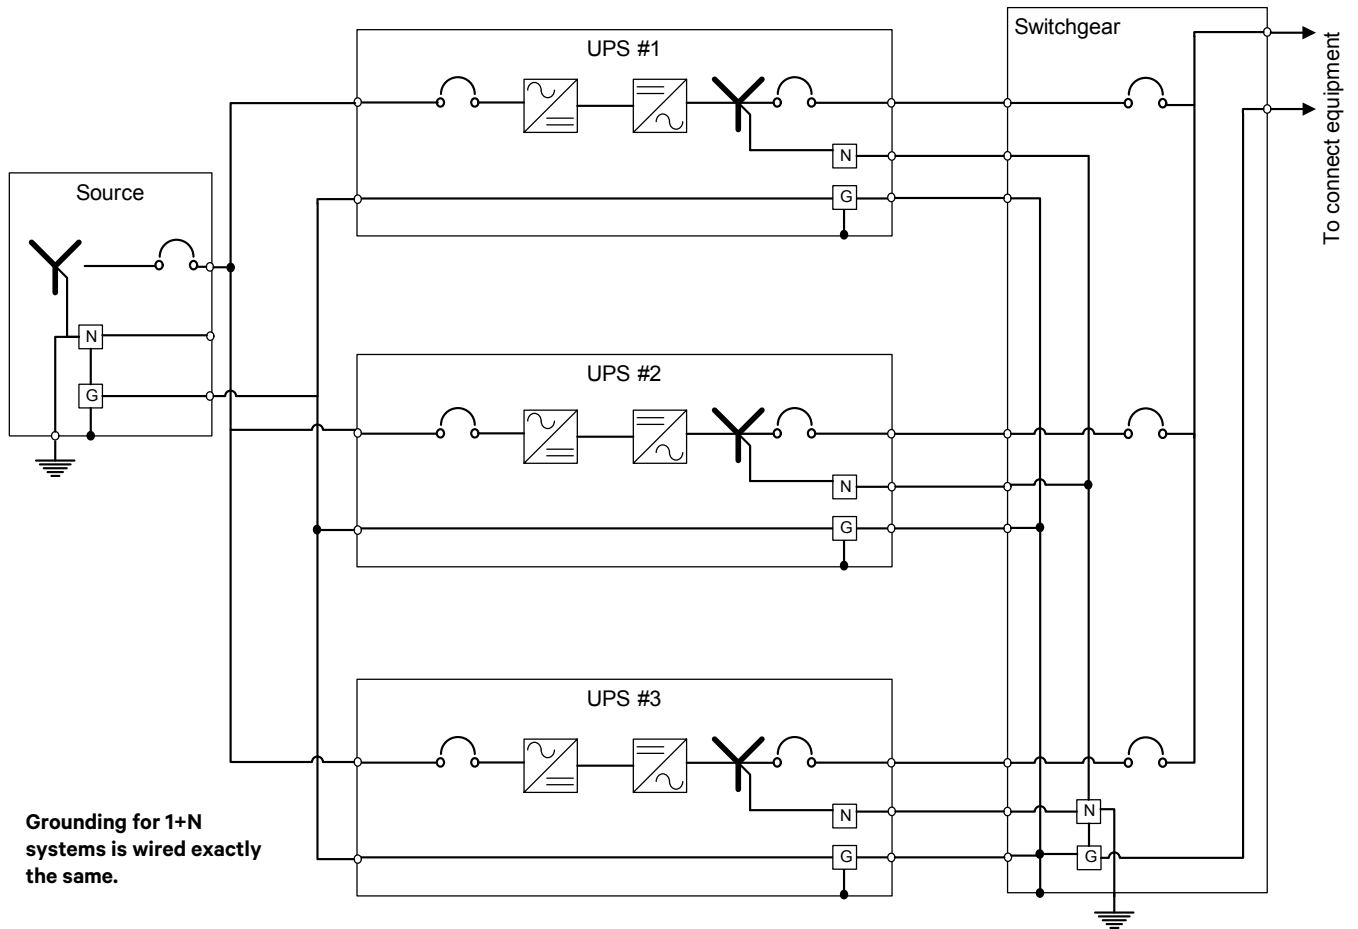 UPS #1
Switchgear
To connect equipment
N
Source
G
N
G
UPS #2
N
G
UPS #3
N
N
G
G
Grounding for 1+N
systems is wired exactly
the same.